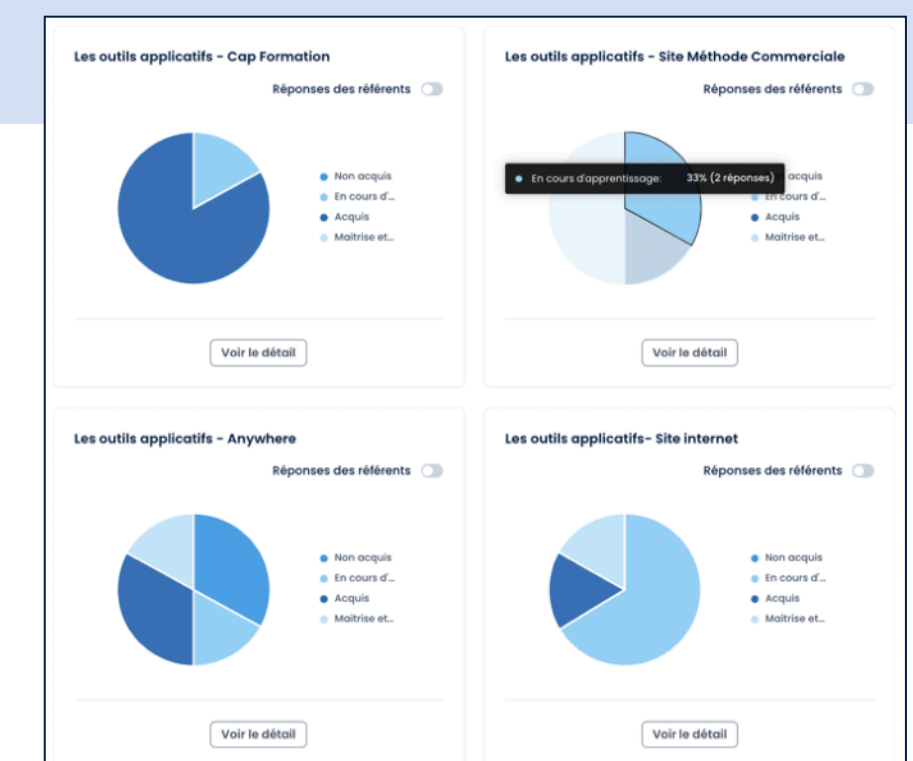 Les outils applicatifs - Cap Formation
Réponses des référents
Non acquis
En cours d'...
Acquis
Maitrise et...
Voir le détail
Les outils applicatifs - Site Méthode Commerciale
Réponses des référents
En cours d'apprentissage: 33% (2 réponses)
acquis
En cours d'...
Acquis
Maitrise et...
Voir le détail
Les outils applicatifs - Anywhere
Réponses des référents
Non acquis
En cours d'...
Acquis
Maitrise et...
Voir le détail
Les outils applicatifs- Site internet
Réponses des référents
Non acquis
En cours d'...
Acquis
Maitrise et...
Voir le détail